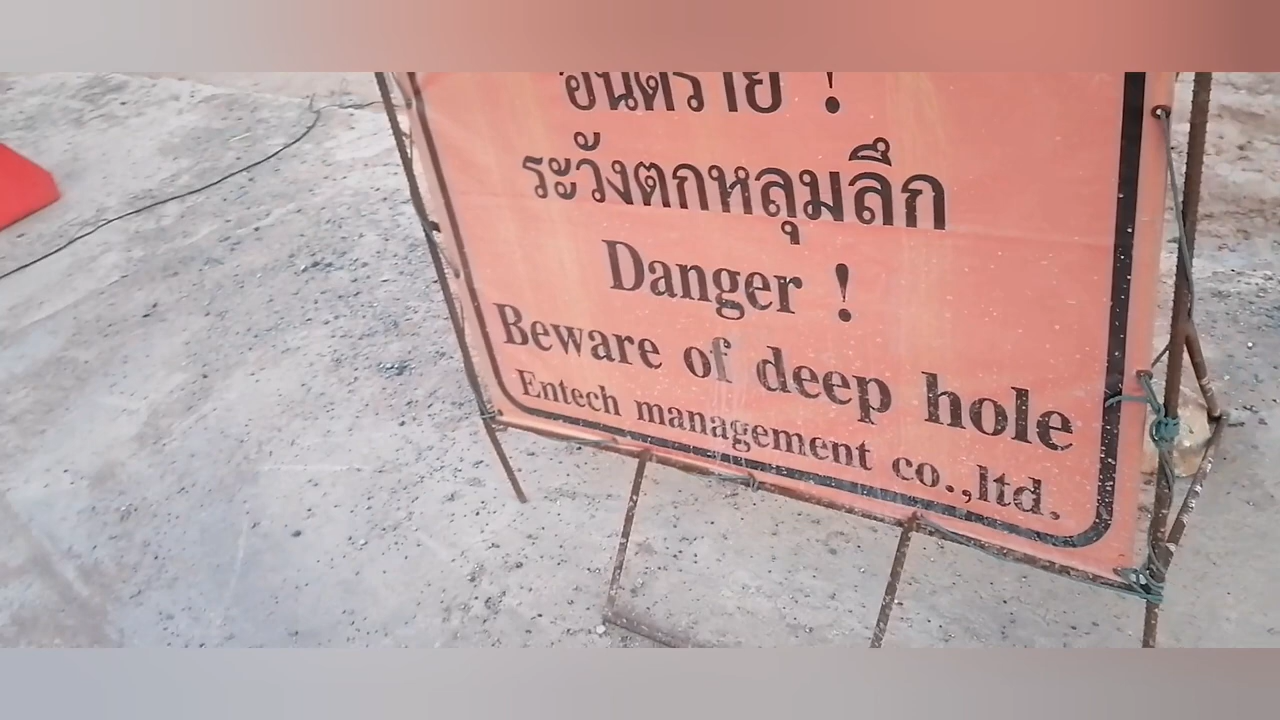 อันตราย !
ระวังตกหลุมลึก
Danger !
Beware of deep hole
Entech management co.,ltd.